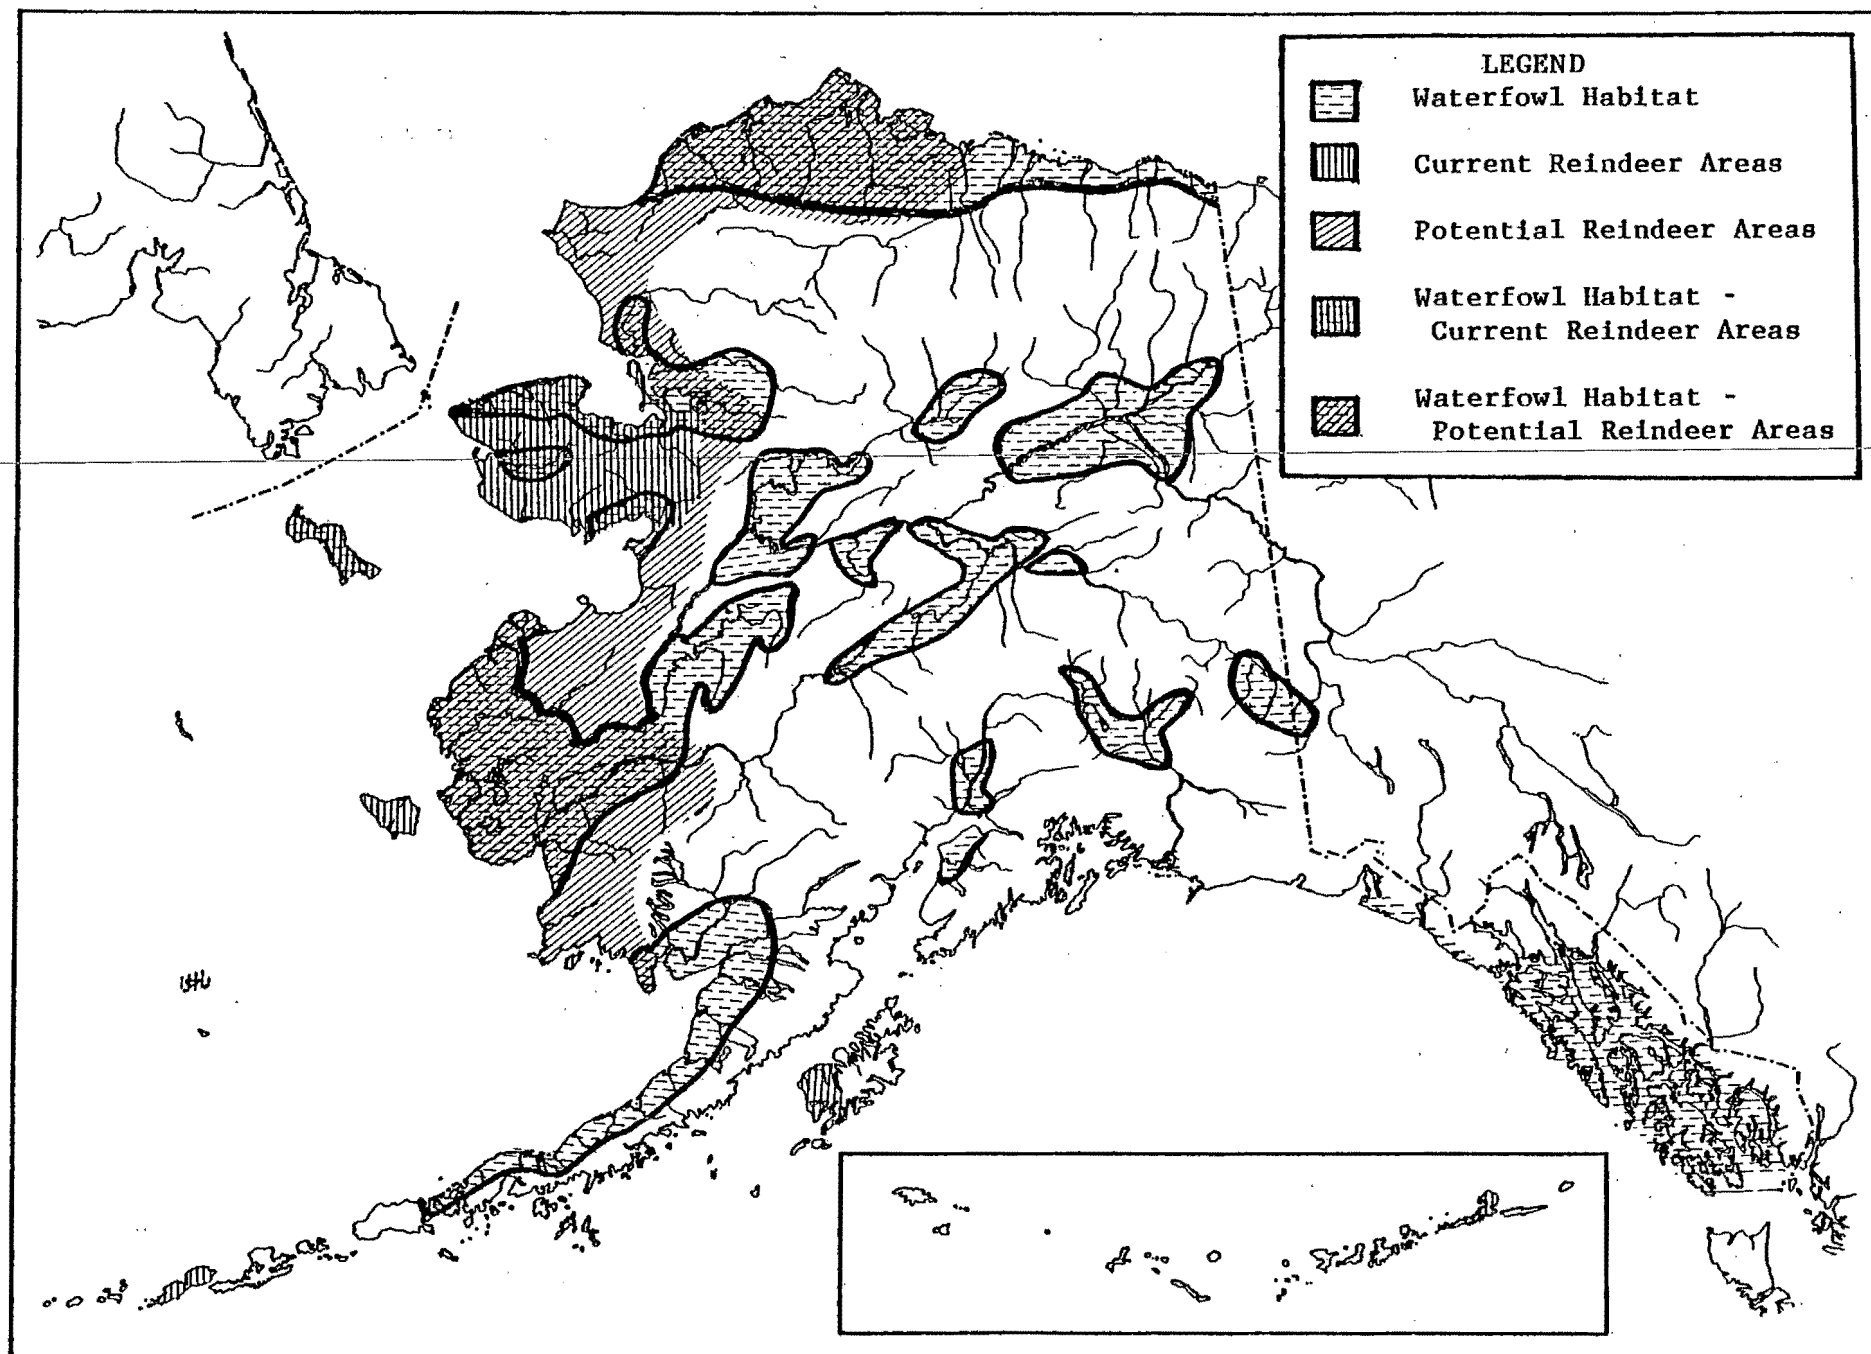 LEGEND
Waterfowl Habitat
Current Reindeer Areas
Potential Reindeer Areas
Waterfowl Habitat -
Current Reindeer Areas
Waterfowl Habitat -
Potential Reindeer Areas